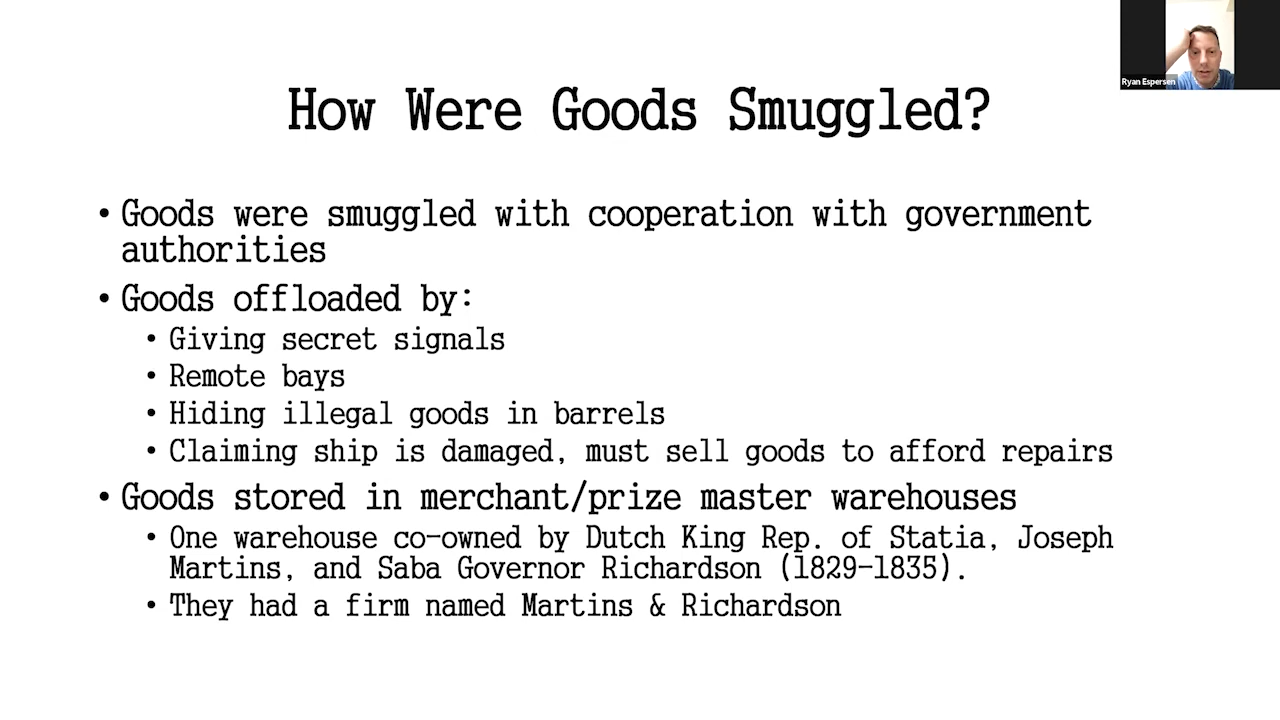 Ryan Espersen
How Were Goods Smuggled?
• Goods were smuggled with cooperation with government
authorities
• Goods offloaded by:
• Giving secret signals
• Remote bays
• Hiding illegal goods in barrels
• Claiming ship is damaged, must sell goods to afford repairs
• Goods stored in merchant/prize master warehouses
• One warehouse co-owned by Dutch King Rep. of Statia, Joseph
Martins, and Saba Governor Richardson (1829-1835).
• They had a firm named Martins & Richardson